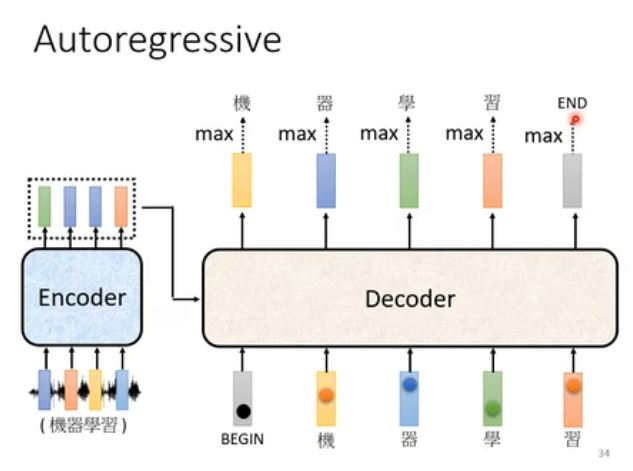 Autoregressive
機 器 學 習 END
max max max max max
Encoder
Decoder
(機器學習)
BEGIN 機 器 學 習
34